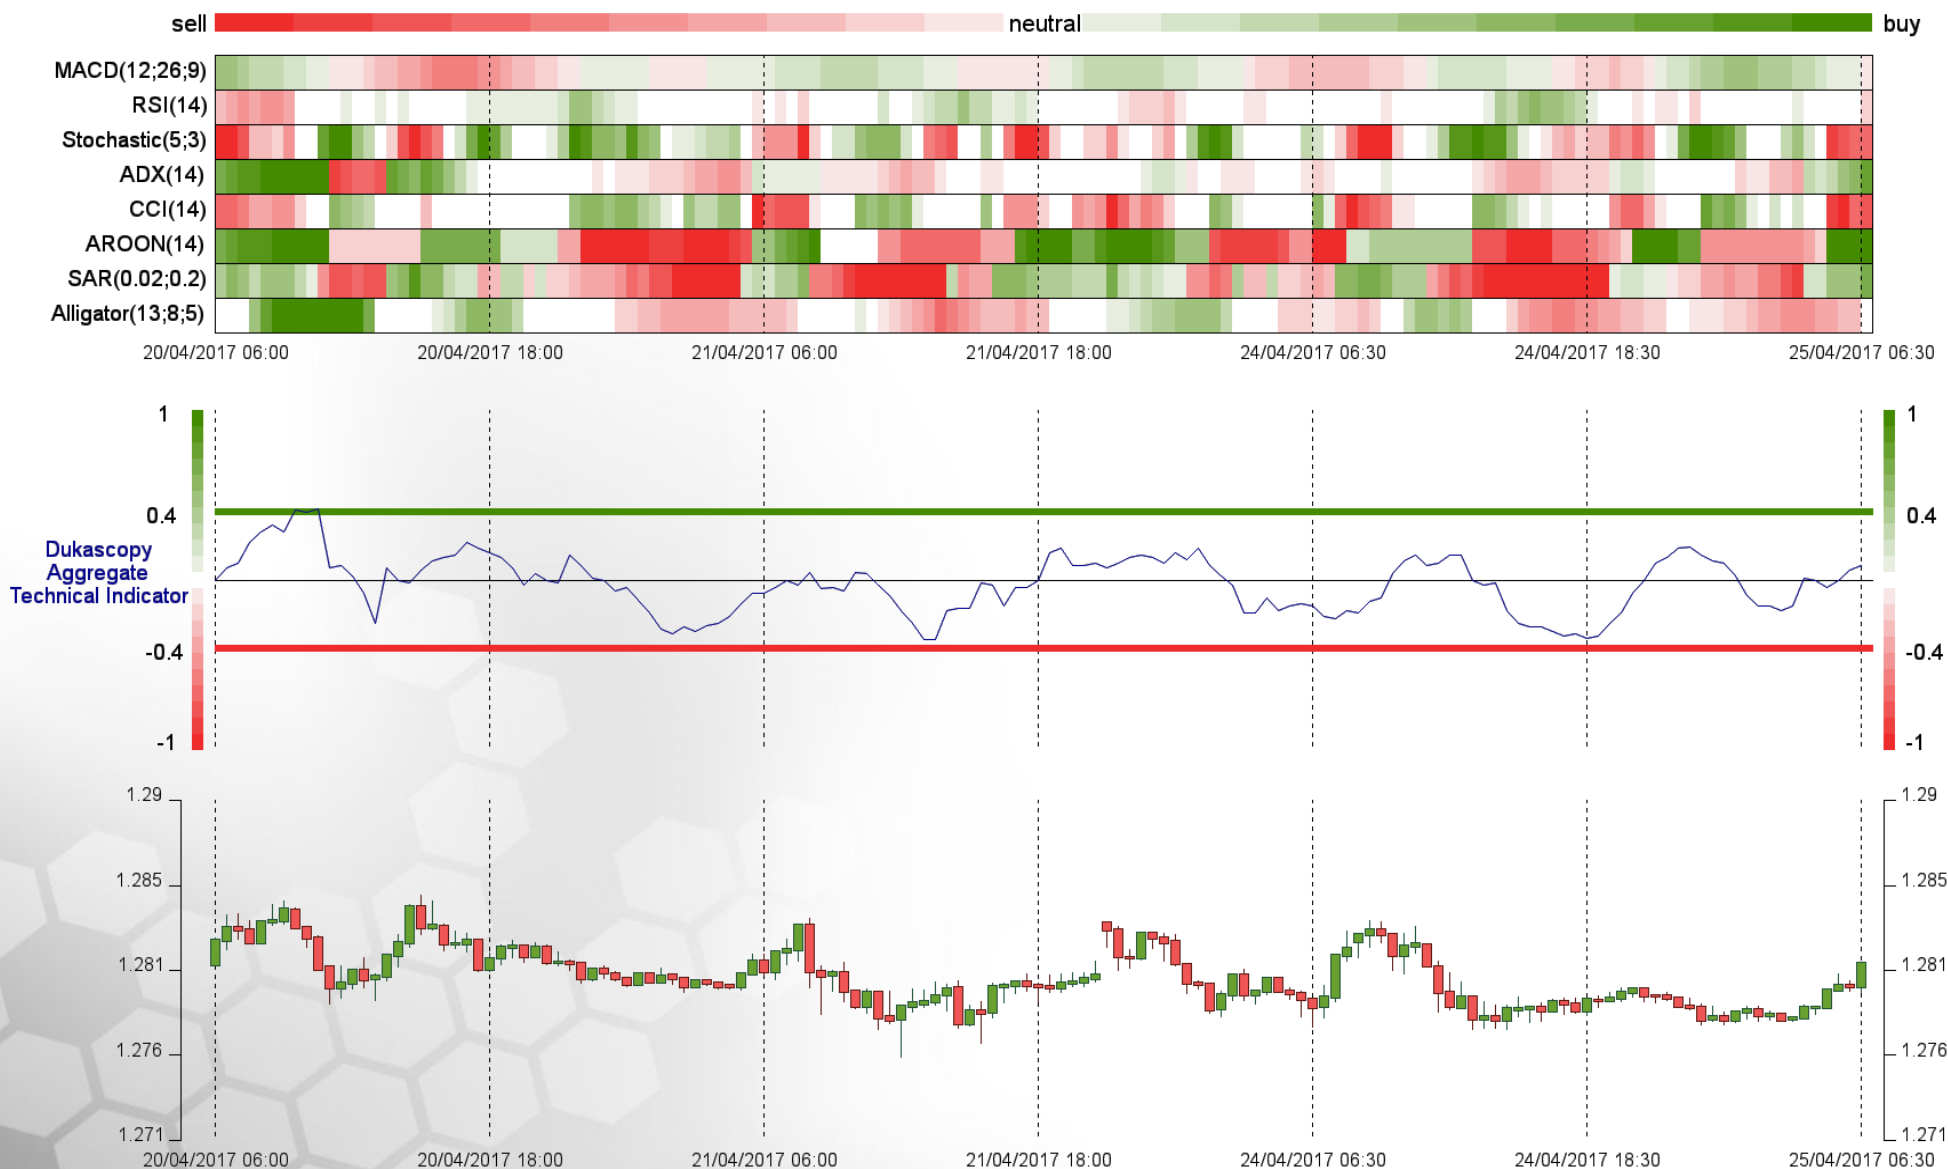 sell neutral buy
MACD(12;26;9)
RSI(14)
Stochastic(5;3)
ADX(14)
CCI(14)
AROON(14)
SAR(0.02;0.2)
Alligator(13;8;5)
20/04/2017 06:00 20/04/2017 18:00 21/04/2017 06:00 21/04/2017 18:00 24/04/2017 06:30 24/04/2017 18:30 25/04/2017 06:30
1 1
0.4 0.4
Dukascopy
Aggregate
Technical Indicator
-0.4 -0.4
-1 -1
1.29 1.29
1.285 1.285
1.281 1.281
1.276 1.276
1.271 1.271
20/04/2017 06:00 20/04/2017 18:00 21/04/2017 06:00 21/04/2017 18:00 24/04/2017 06:30 24/04/2017 18:30 25/04/2017 06:30